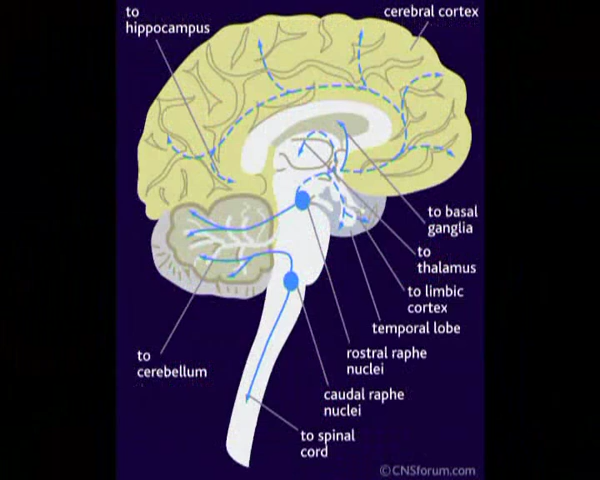 to
hippocampus
cerebral cortex
to basal
ganglia
to
thalamus
to limbic
cortex
temporal lobe
rostral raphe
nuclei
to
cerebellum
caudal raphe
nuclei
to spinal
cord
©CNSforum.com